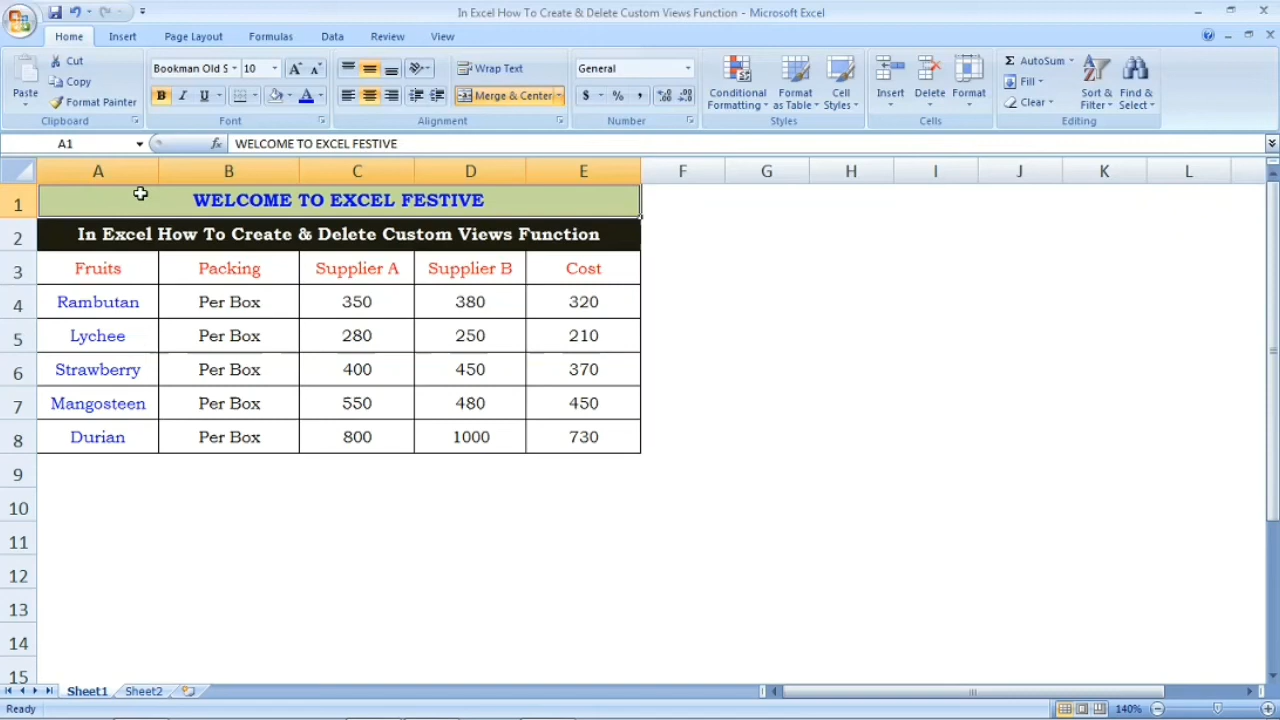 In Excel How To Create & Delete Custom Views Function - Microsoft Excel
Home Insert Page Layout Formulas Data Review View
Paste Cut Copy Format Painter Clipboard
Bookman Old S 10 B I U A Font
Wrap Text Merge & Center Alignment
General $ % , Number
Conditional Formatting Format as Table Cell Styles Styles
Insert Delete Format Cells
Σ AutoSum Fill Clear Sort & Filter Find & Select Editing
A1 fx WELCOME TO EXCEL FESTIVE
A B C D E F G H I J K L
1 WELCOME TO EXCEL FESTIVE
2 In Excel How To Create & Delete Custom Views Function
3 Fruits Packing Supplier A Supplier B Cost
4 Rambutan Per Box 350 380 320
5 Lychee Per Box 280 250 210
6 Strawberry Per Box 400 450 370
7 Mangosteen Per Box 550 480 450
8 Durian Per Box 800 1000 730
9
10
11
12
13
14
15
Sheet1 Sheet2
Ready 140%